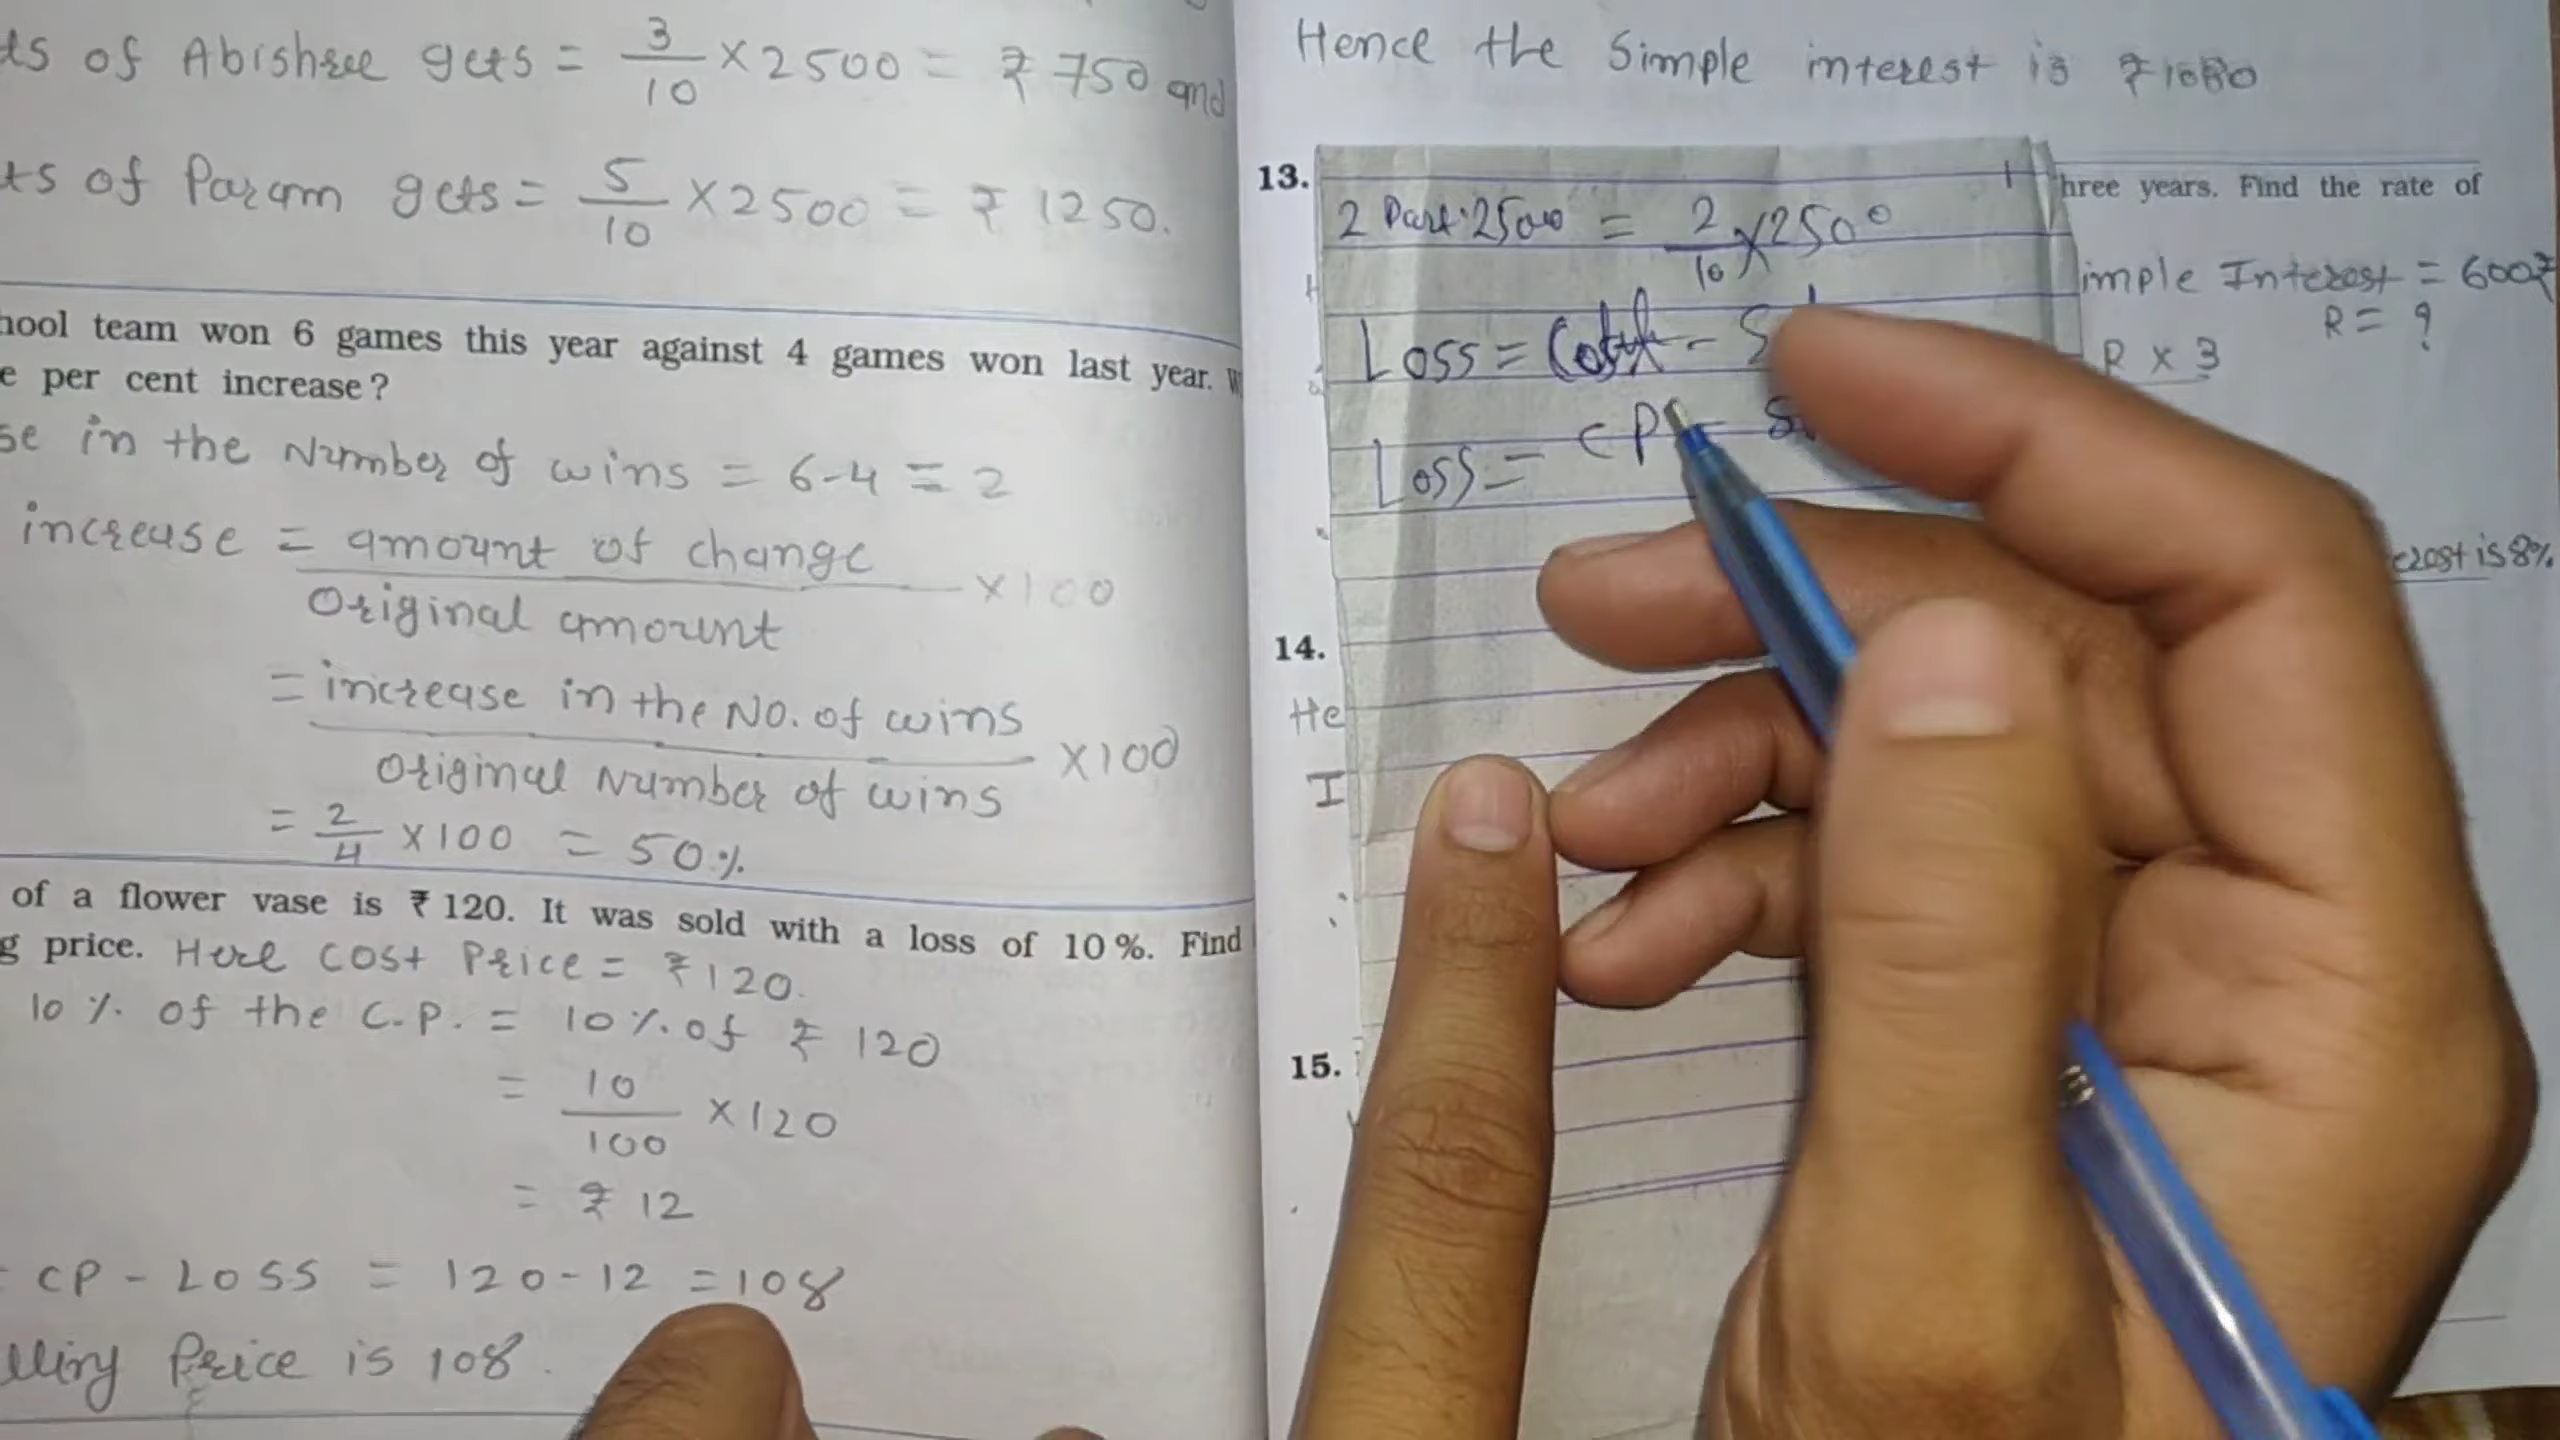 ts of Abishree gets = 3/10 × 2500 = ₹ 750 and
ts of Param gets = 5/10 × 2500 = ₹ 1250.
hool team won 6 games this year against 4 games won last year. W
e per cent increase?
se in the Number of wins = 6-4 = 2
increase = amount of change / Original amount × 100
= increase in the No. of wins / Original Number of wins × 100
= 2/4 × 100 = 50 %.
of a flower vase is ₹ 120. It was sold with a loss of 10 %. Find
g price. Here cost Price = ₹ 120.
10 % of the C.P. = 10 % of ₹ 120
= 10/100 × 120
= ₹ 12
CP - Loss = 120 - 12 = 108
lling Price is 108.
Hence the Simple interest is ₹ 1080
13.
hree years. Find the rate of
2 Part 2500 = 2/10 × 2500
imple Interest = 600₹
R = ?
Loss = - S
R × 3
Loss = CP - S
is 8%
14.
He
I
15.